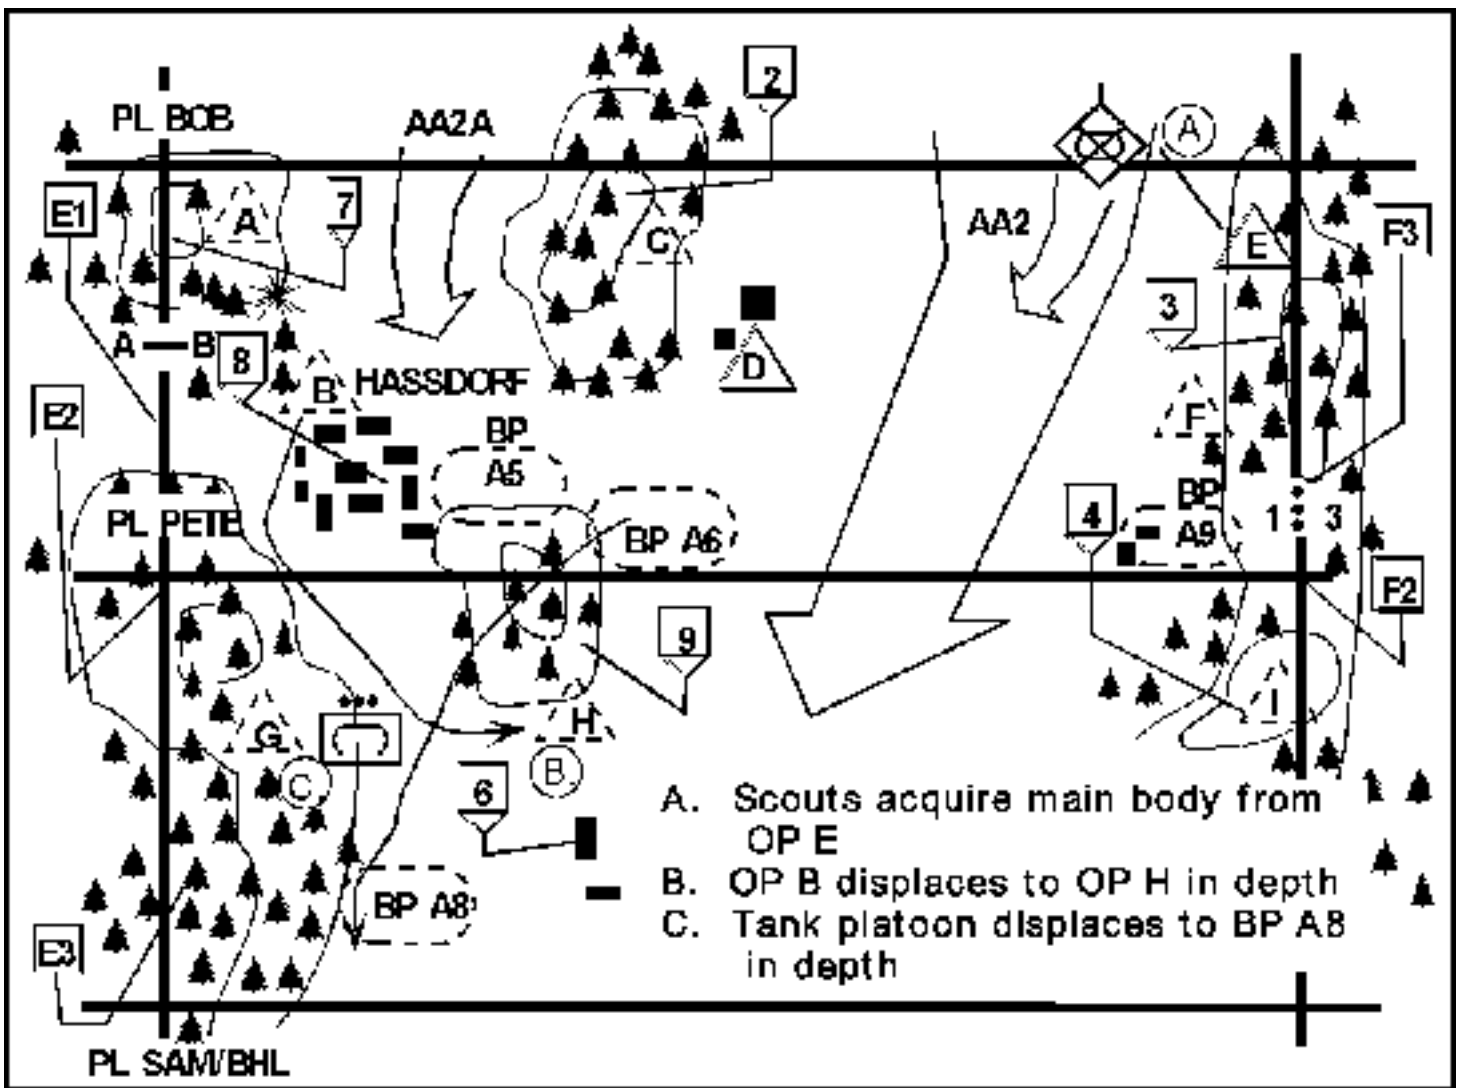 2
PL BOB
AA2A
A
E1
A
7
C
AA2
E
F3
3
A — B
8
D
B
HASSDORF
E2
F
BP
A5
BP
PL PETE
BP A6
4
A9
1 3
F2
9
G
H
I
C
B
6
A. Scouts acquire main body from
OP E
B. OP B displaces to OP H in depth
C. Tank platoon displaces to BP A8
in depth
BP A8
E3
PL SAM/BHL